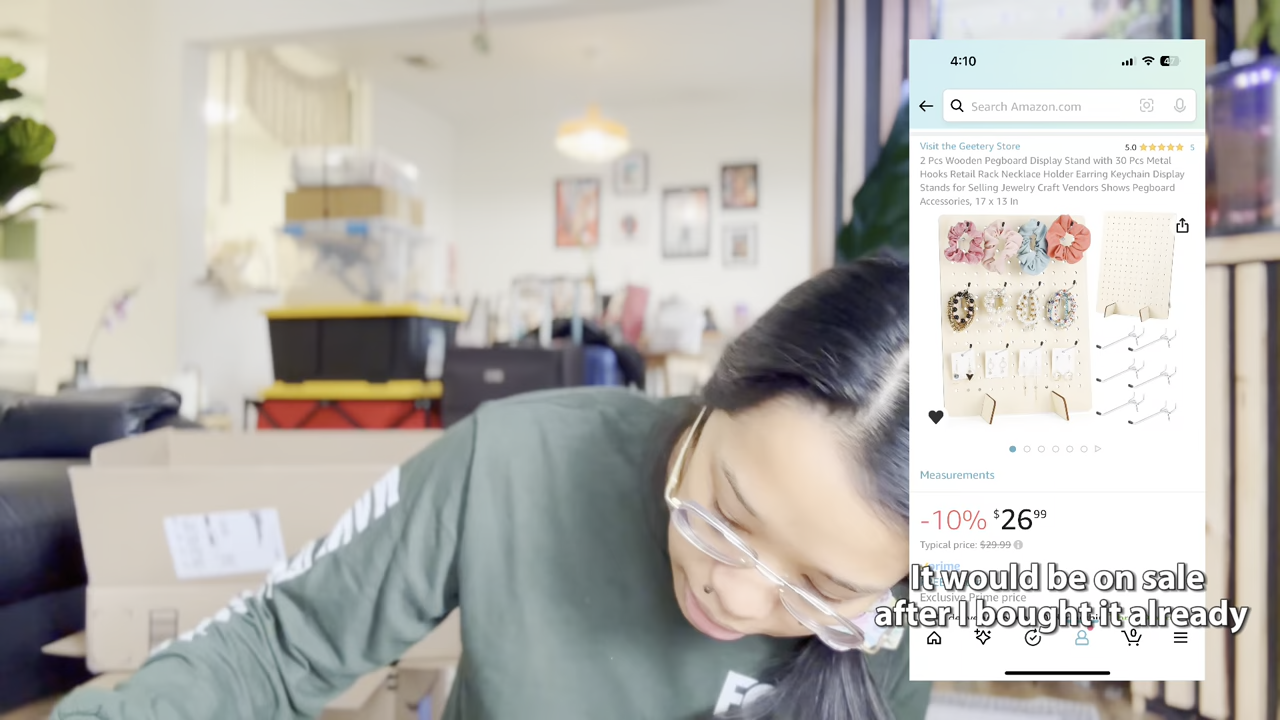 4:10
Search Amazon.com
Visit the Geetery Store
5.0
5
2 Pcs Wooden Pegboard Display Stand with 30 Pcs Metal
Hooks Retail Rack Necklace Holder Earring Keychain Display
Stands for Selling Jewelry Craft Vendors Shows Pegboard
Accessories, 17 x 13 In
Measurements
-10% $26 99
Typical price: $29.99
prime
Exclusive Prime price
It would be on sale
after I bought it already
0